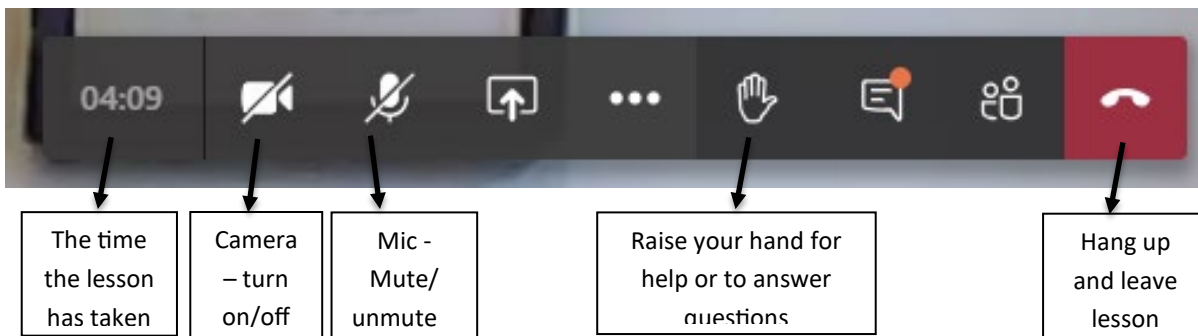 04:09
The time
the lesson
has taken
Camera
– turn
on/off
Mic -
Mute/
unmute
Raise your hand for
help or to answer
questions
Hang up
and leave
lesson